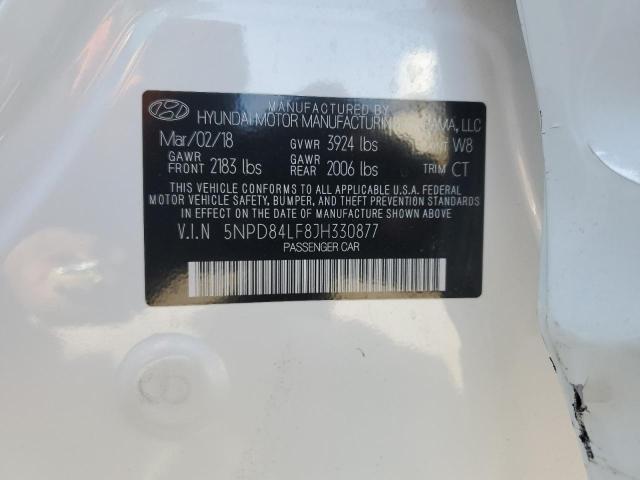 MANUFACTURED BY
HYUNDAI MOTOR MANUFACTURING LLC
Mar/02/18 GVWR 3924 lbs W8
GAWR FRONT 2183 lbs GAWR REAR 2006 lbs TRIM CT
THIS VEHICLE CONFORMS TO ALL APPLICABLE U.S.A. FEDERAL
MOTOR VEHICLE SAFETY, BUMPER, AND THEFT PREVENTION STANDARDS
IN EFFECT ON THE DATE OF MANUFACTURE SHOWN ABOVE.
V.I.N 5NPD84LF8JH330877
PASSENGER CAR